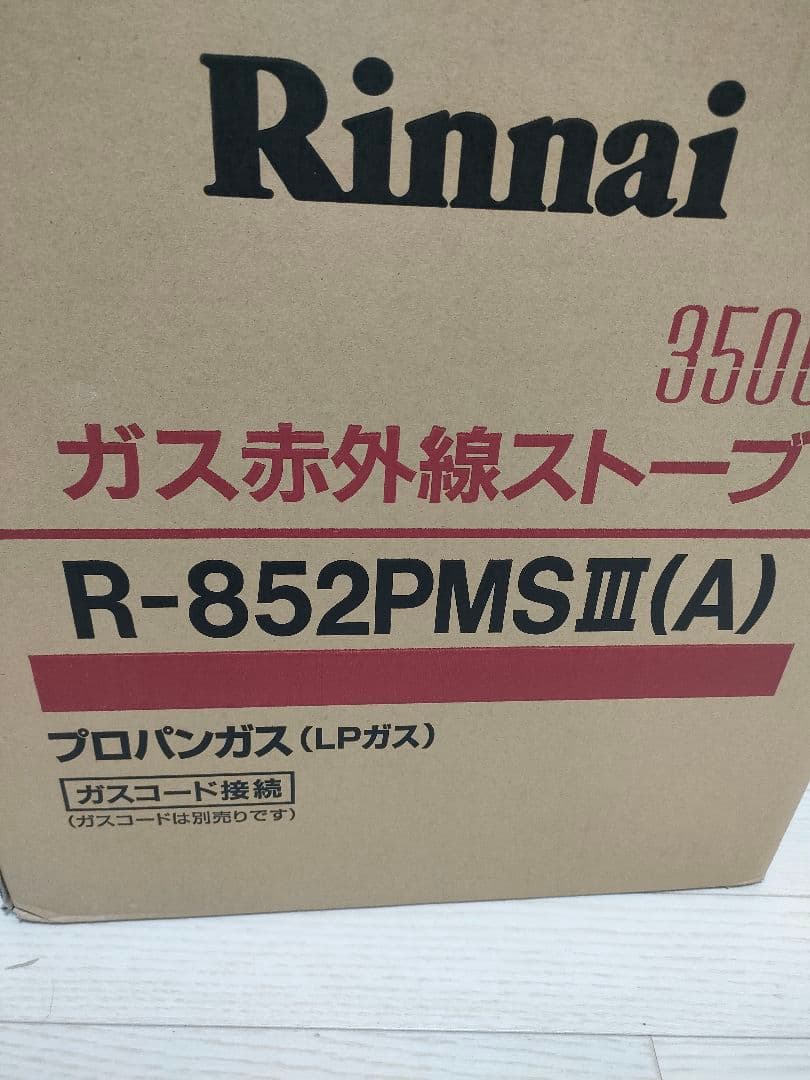 Rinnai
350
ガス赤外線ストーブ
R-852PMSⅢ(A)
プロパンガス(LPガス)
ガスコード接続
(ガスコードは別売りです)